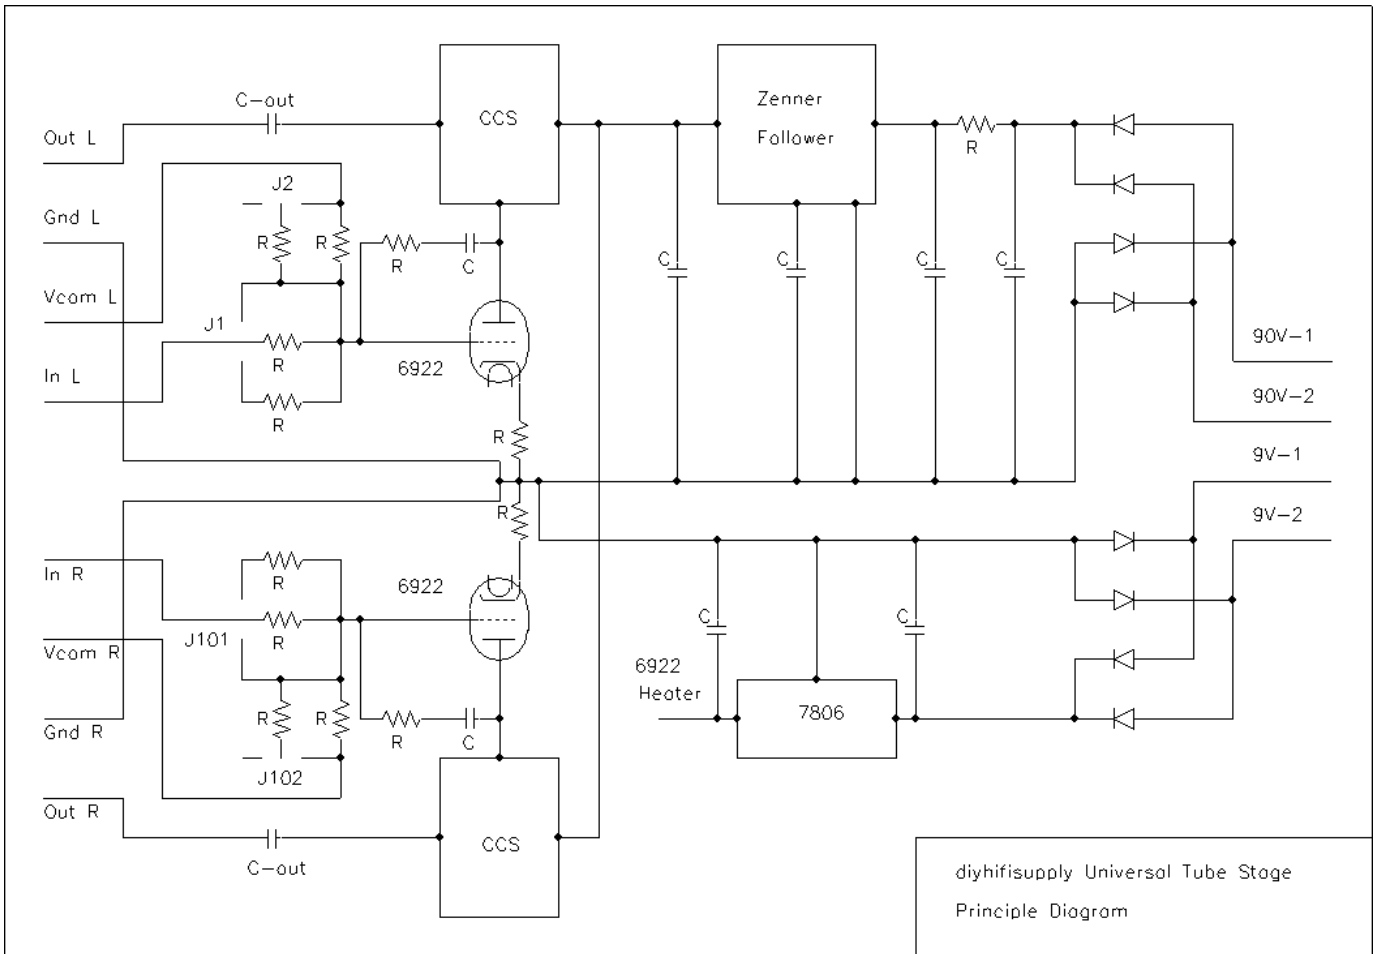 C-out
CCS
Zenner
Follower
Out L
R
J2
Gnd L
R
R
R
C
C
C
C
C
Vcom L
J1
R
6922
90V-1
In L
90V-2
R
R
9V-1
R
9V-2
In R
R
6922
C
C
R
J101
Vcom R
6922
Heater
7806
R
R
Gnd R
R
C
J102
Out R
CCS
C-out
diyhifisupply Universal Tube Stage
Principle Diagram